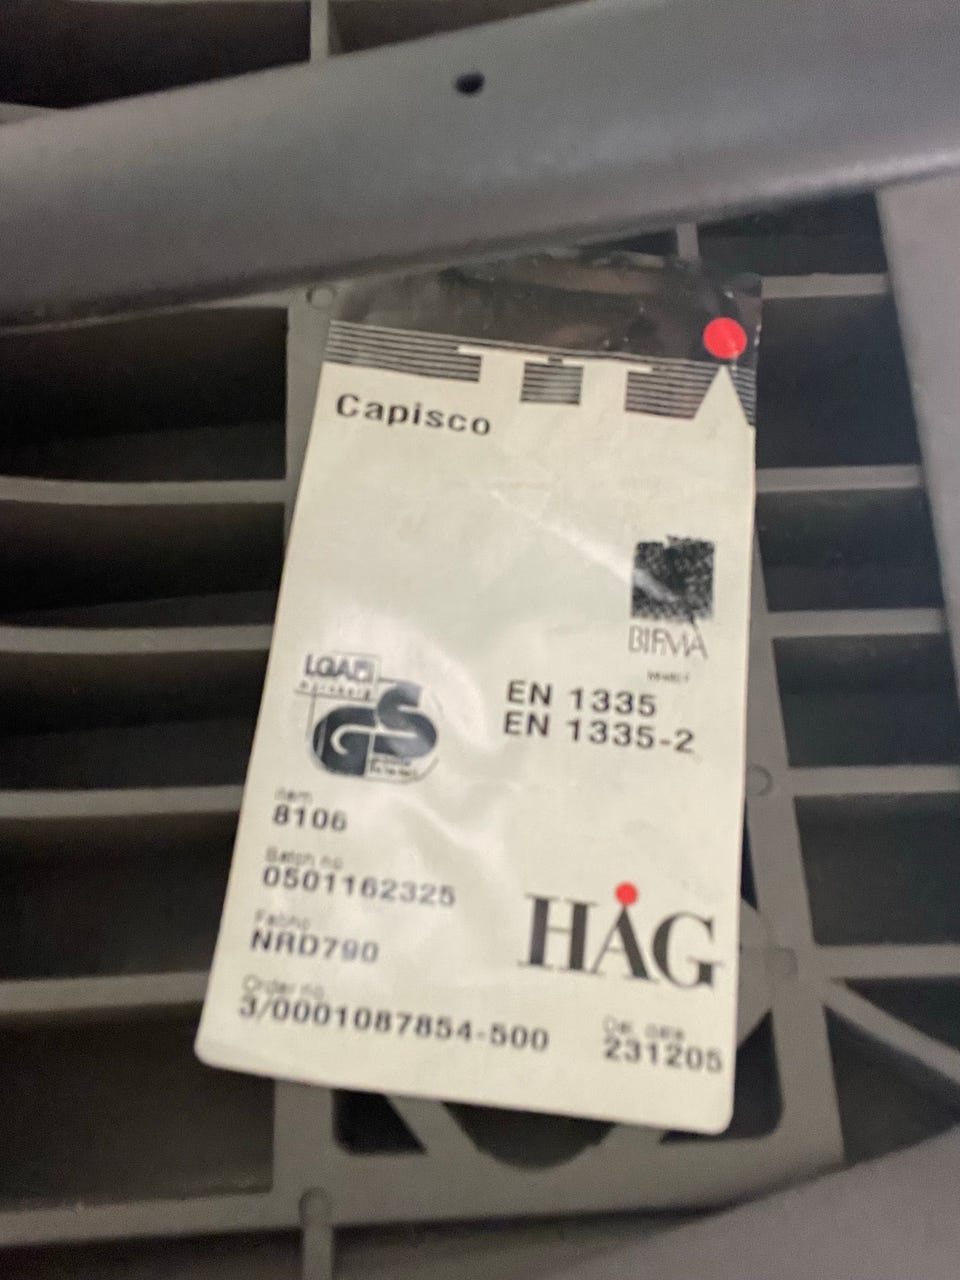 Capisco
BIFMA
LGA
GS
EN 1335
EN 1335-2
Item
8106
Batch no
0501162325
Fabric
NRD790
HÅG
Order no
3/0001087854-500
Del. date
231205